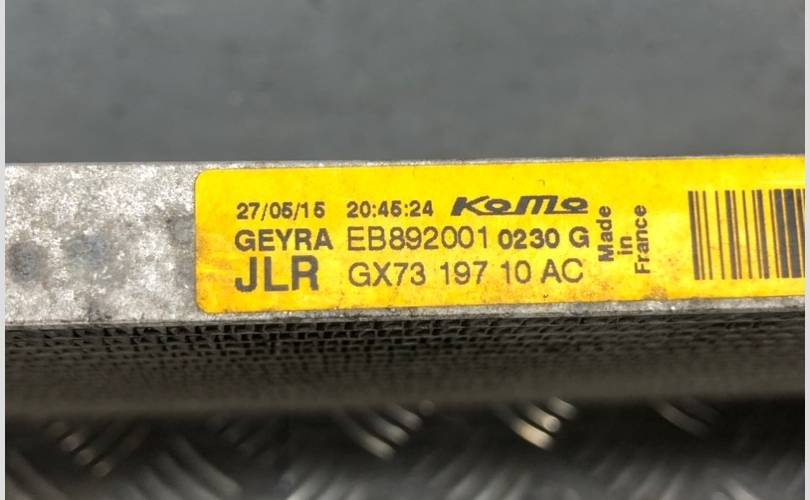 27/05/15 20:45:24 KoMo
GEYRA EB892001 0230 G
JLR GX73 197 10 AC
Made
in
France